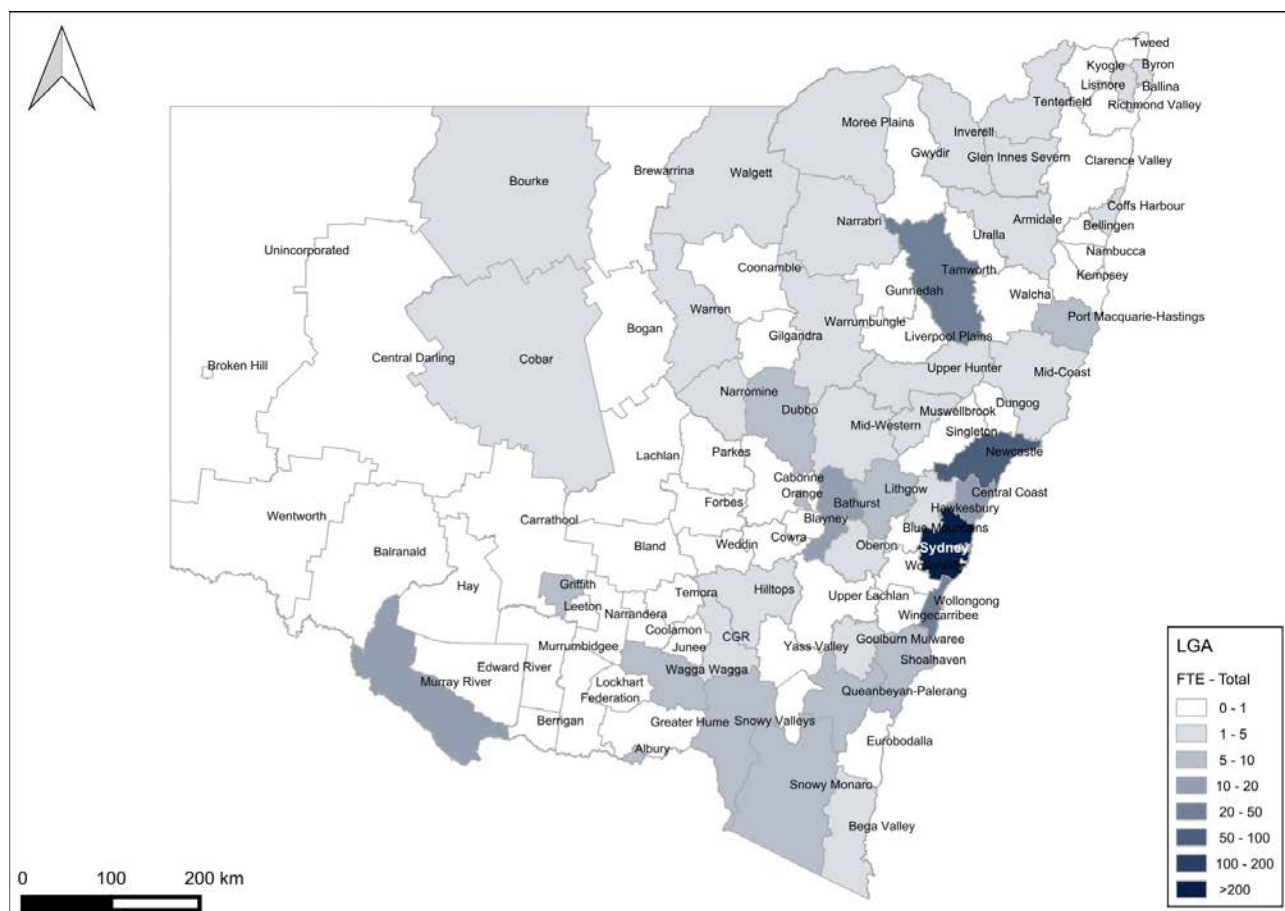 Tweed
Kyogle
Byron
Lismore
Ballina
Tenterfield
Richmond Valley
Moree Plains
Inverell
Gwydir
Glen Innes Severn
Clarence Valley
Brewarrina
Walgett
Bourke
Coffs Harbour
Narrabri
Armidale
Bellingen
Uralla
Unincorporated
Nambucca
Coonamble
Tamworth
Kempsey
Gunnedah
Walcha
Warren
Port Macquarie-Hastings
Bogan
Warrumbungle
Gilgandra
Liverpool Plains
Central Darling
Cobar
Broken Hill
Upper Hunter
Mid-Coast
Narromine
Dungog
Dubbo
Muswellbrook
Mid-Western
Singleton
Newcastle
Parkes
Lachlan
Cabonne
Lithgow
Orange
Central Coast
Forbes
Bathurst
Hawkesbury
Wentworth
Carrathool
Blayney
Blue Mountains
Cowra
Weddin
Bland
Oberon
Sydney
Balranald
Wollondilly
Hay
Griffith
Hilltops
Temora
Upper Lachlan
Wollongong
Leeton
Narrandera
Wingecarribee
Coolamon
CGR
Goulburn Mulwaree
Murrumbidgee
Junee
Yass Valley
Shoalhaven
Edward River
Wagga Wagga
Murray River
Lockhart
Queanbeyan-Palerang
Federation
Berrigan
Greater Hume
Snowy Valleys
Eurobodalla
Albury
Snowy Monaro
Bega Valley
LGA
FTE - Total
0 - 1
1 - 5
5 - 10
10 - 20
20 - 50
50 - 100
100 - 200
>200
0 100 200 km